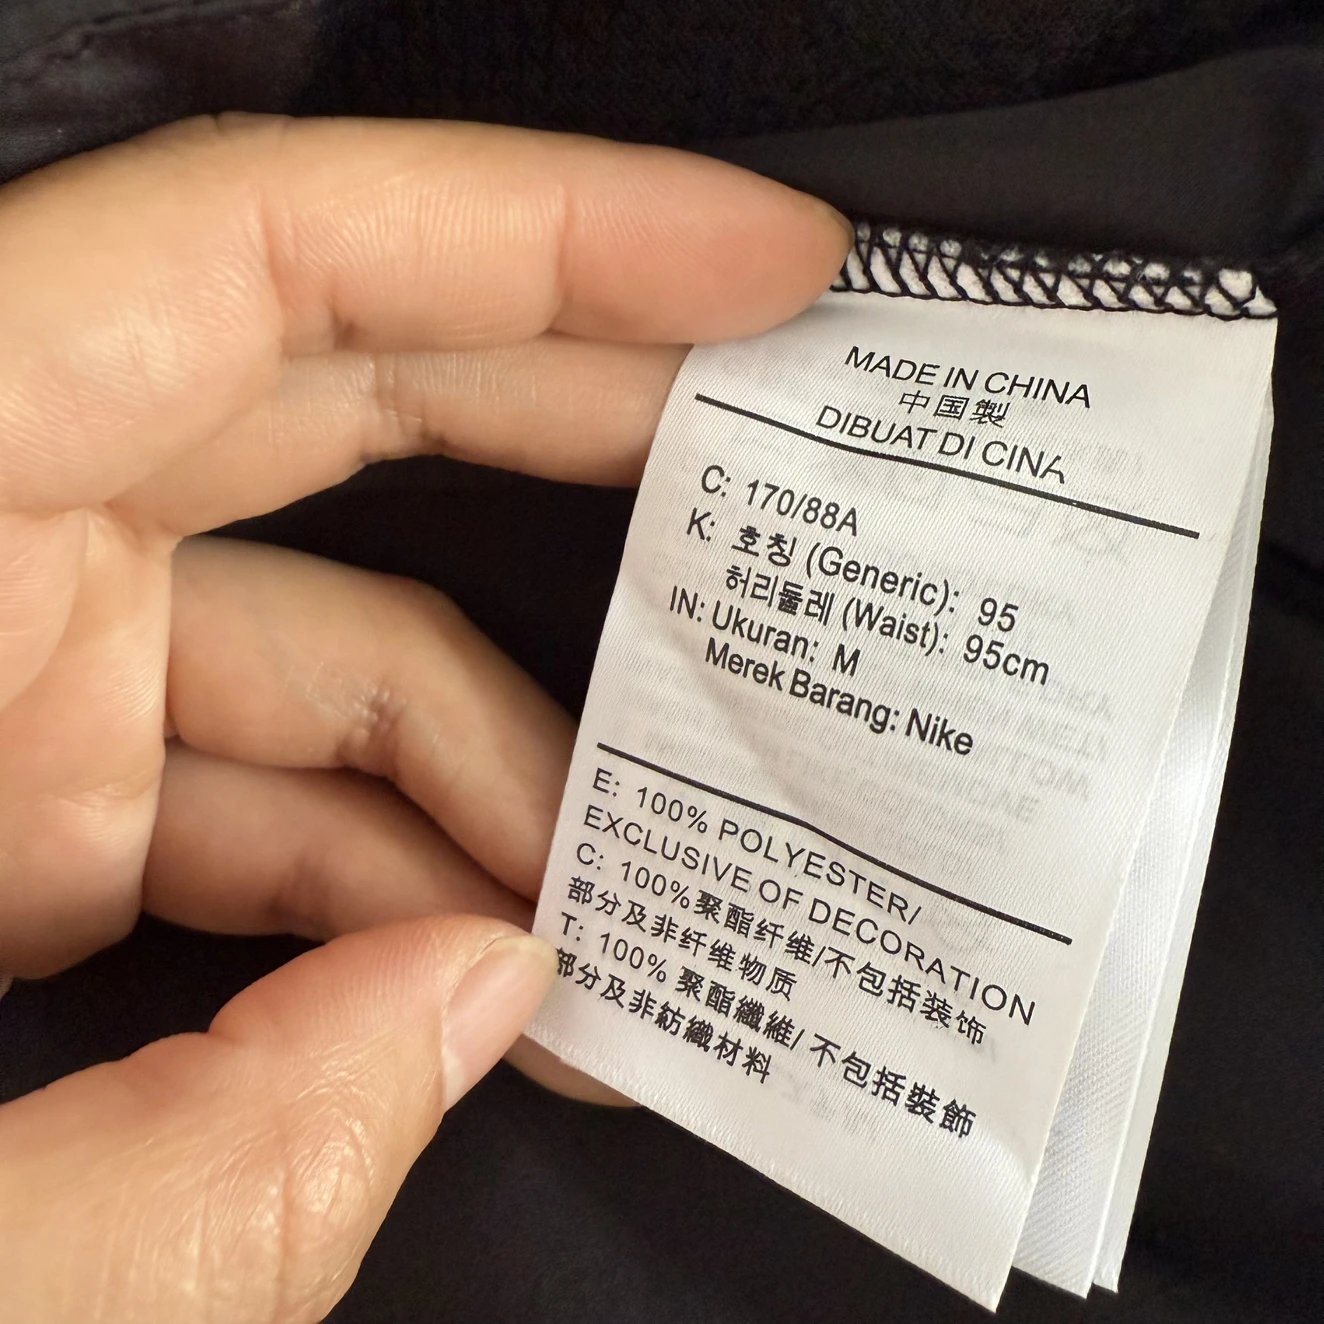 MADE IN CHINA
中国製
DIBUAT DI CINA
C: 170/88A
K: 호칭 (Generic): 95
허리둘레 (Waist): 95cm
IN: Ukuran: M
Merek Barang: Nike
E: 100% POLYESTER/
EXCLUSIVE OF DECORATION
C: 100%聚酯纤维/不包括装饰
部分及非纤维物质
T: 100% 聚酯纖維/ 不包括裝飾
部分及非紡織材料